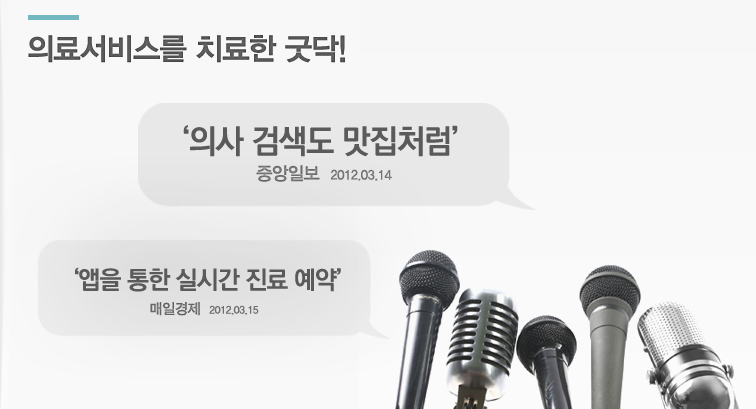 의료서비스를 치료한 굿닥!
‘의사 검색도 맛집처럼’
중앙일보 2012.03.14
‘앱을 통한 실시간 진료 예약’
매일경제 2012.03.15